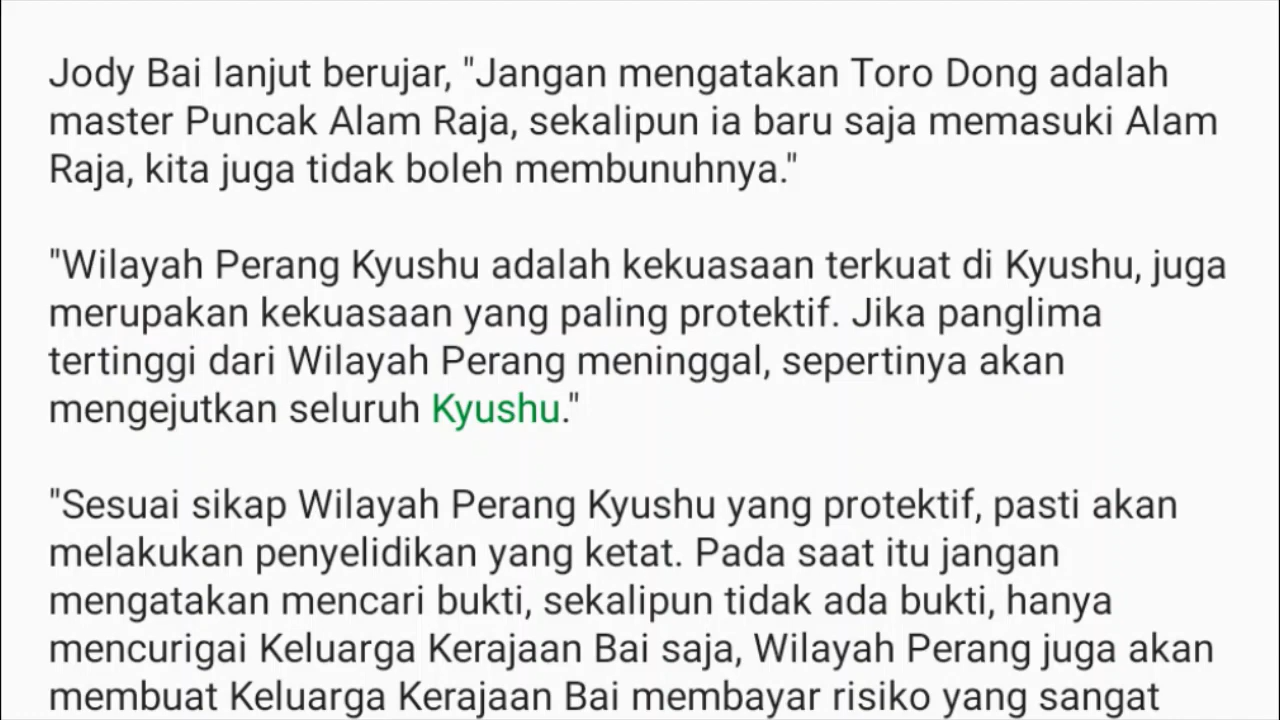 Jody Bai lanjut berujar, "Jangan mengatakan Toro Dong adalah
master Puncak Alam Raja, sekalipun ia baru saja memasuki Alam
Raja, kita juga tidak boleh membunuhnya."
"Wilayah Perang Kyushu adalah kekuasaan terkuat di Kyushu, juga
merupakan kekuasaan yang paling protektif. Jika panglima
tertinggi dari Wilayah Perang meninggal, sepertinya akan
mengejutkan seluruh Kyushu."
"Sesuai sikap Wilayah Perang Kyushu yang protektif, pasti akan
melakukan penyelidikan yang ketat. Pada saat itu jangan
mengatakan mencari bukti, sekalipun tidak ada bukti, hanya
mencurigai Keluarga Kerajaan Bai saja, Wilayah Perang juga akan
membuat Keluarga Kerajaan Bai membayar risiko yang sangat